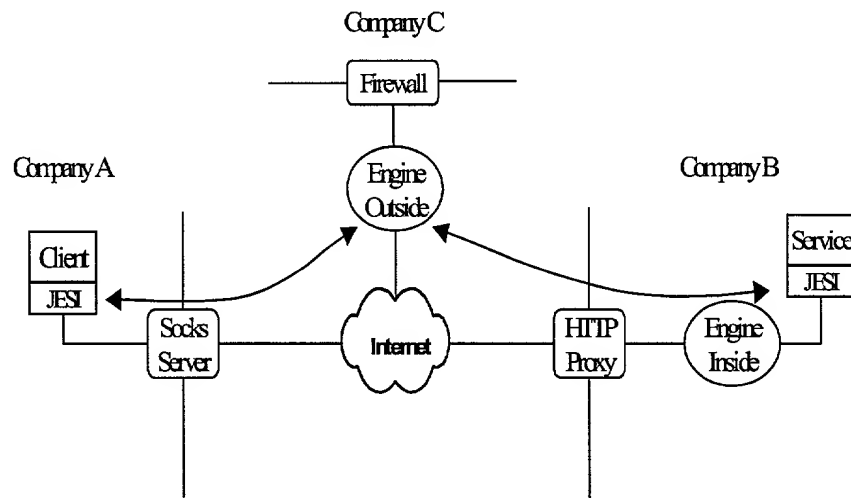 Company C
Firewall
Company A
Engine
Outside
Company B
Client
JESI
Service
JESI
Socks
Server
Internet
HTTP
Proxy
Engine
Inside